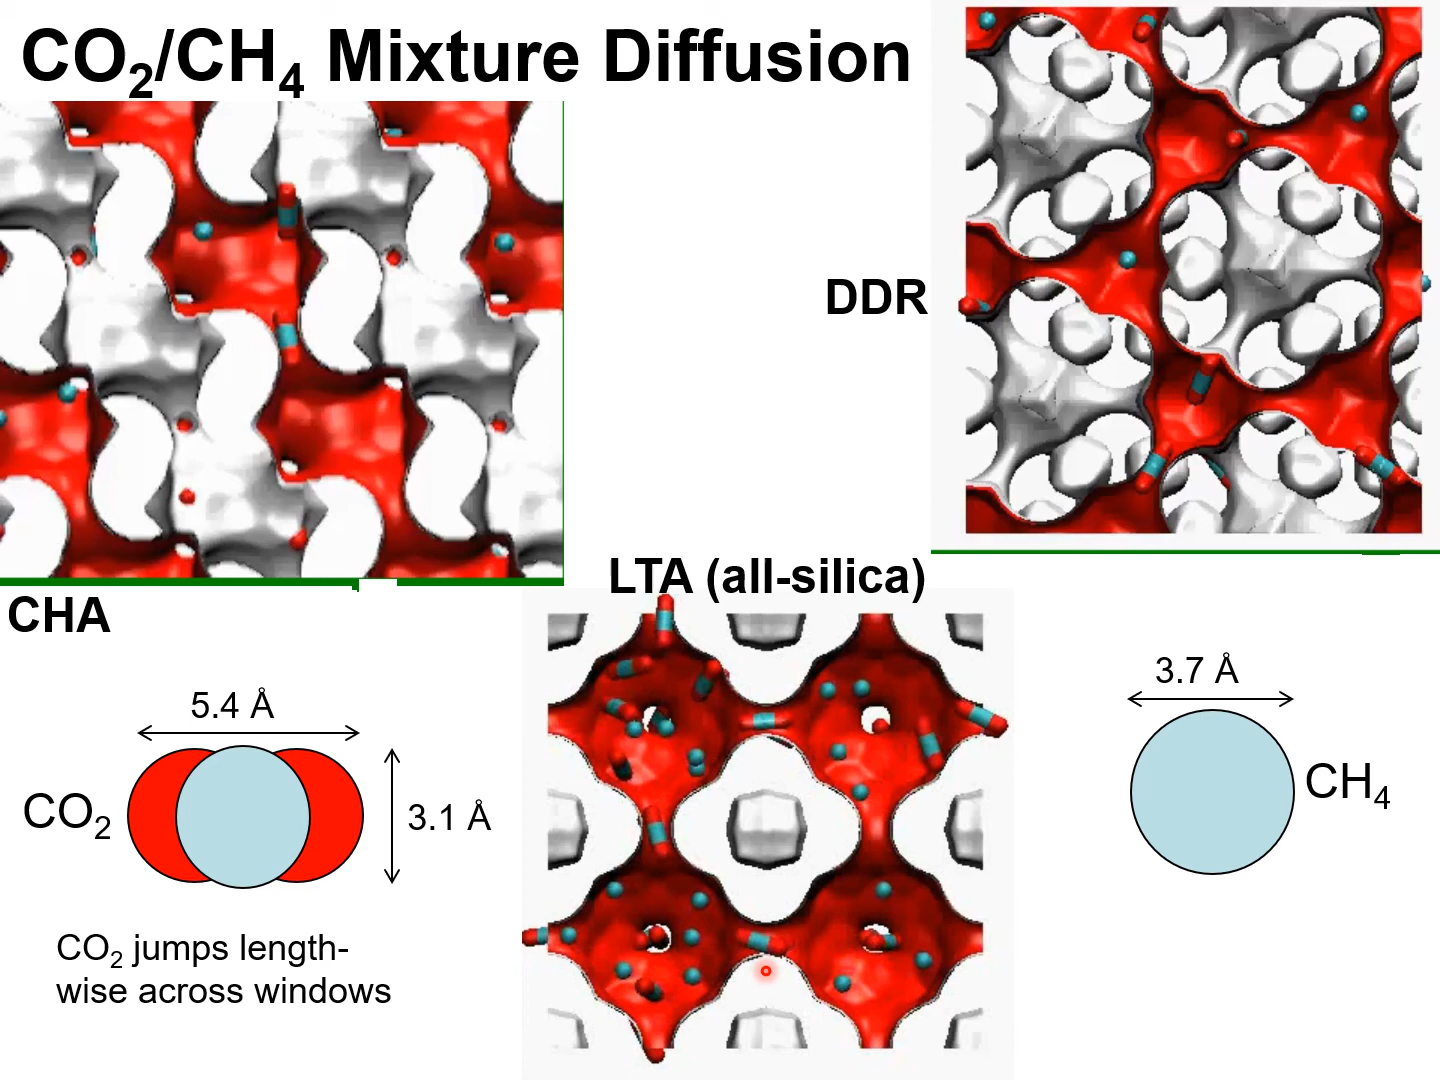 CO₂/CH₄ Mixture Diffusion
DDR
LTA (all-silica)
CHA
5.4 Å
3.7 Å
CO₂
3.1 Å
CH₄
CO₂ jumps length-
wise across windows